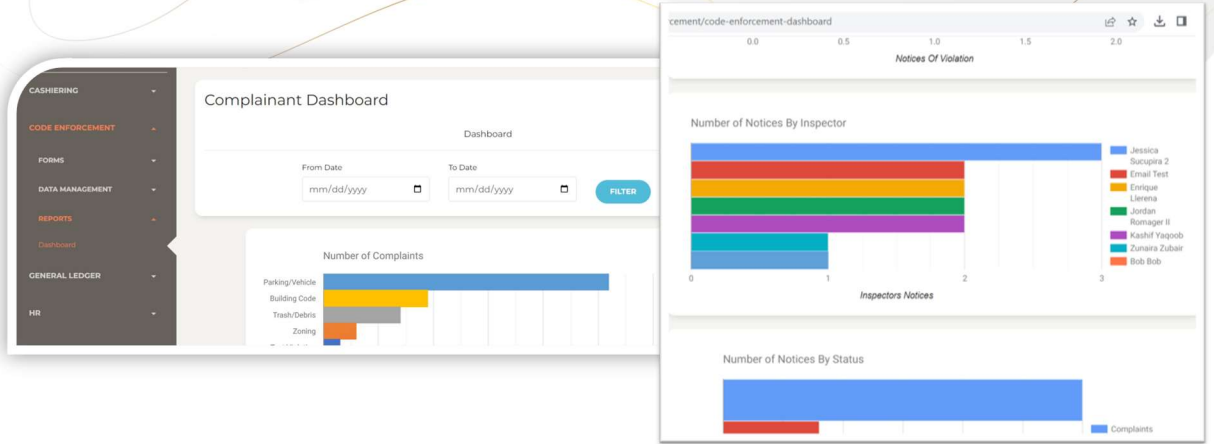 CASHIERING
CODE ENFORCEMENT
FORMS
DATA MANAGEMENT
REPORTS
Dashboard
GENERAL LEDGER
HR
Complainant Dashboard
Dashboard
From Date
To Date
mm/dd/yyyy
mm/dd/yyyy
FILTER
Number of Complaints
Parking/Vehicle
Building Code
Trash/Debris
Zoning
cement/code-enforcement-dashboard
0.0 0.5 1.0 1.5 2.0
Notices Of Violation
Number of Notices By Inspector
Jessica
Sucupira 2
Email Test
Enrique
Llerena
Jordan
Romager II
Kashif Yaqoob
Zunaira Zubair
Bob Bob
0 1 2 3
Inspectors Notices
Number of Notices By Status
Complaints